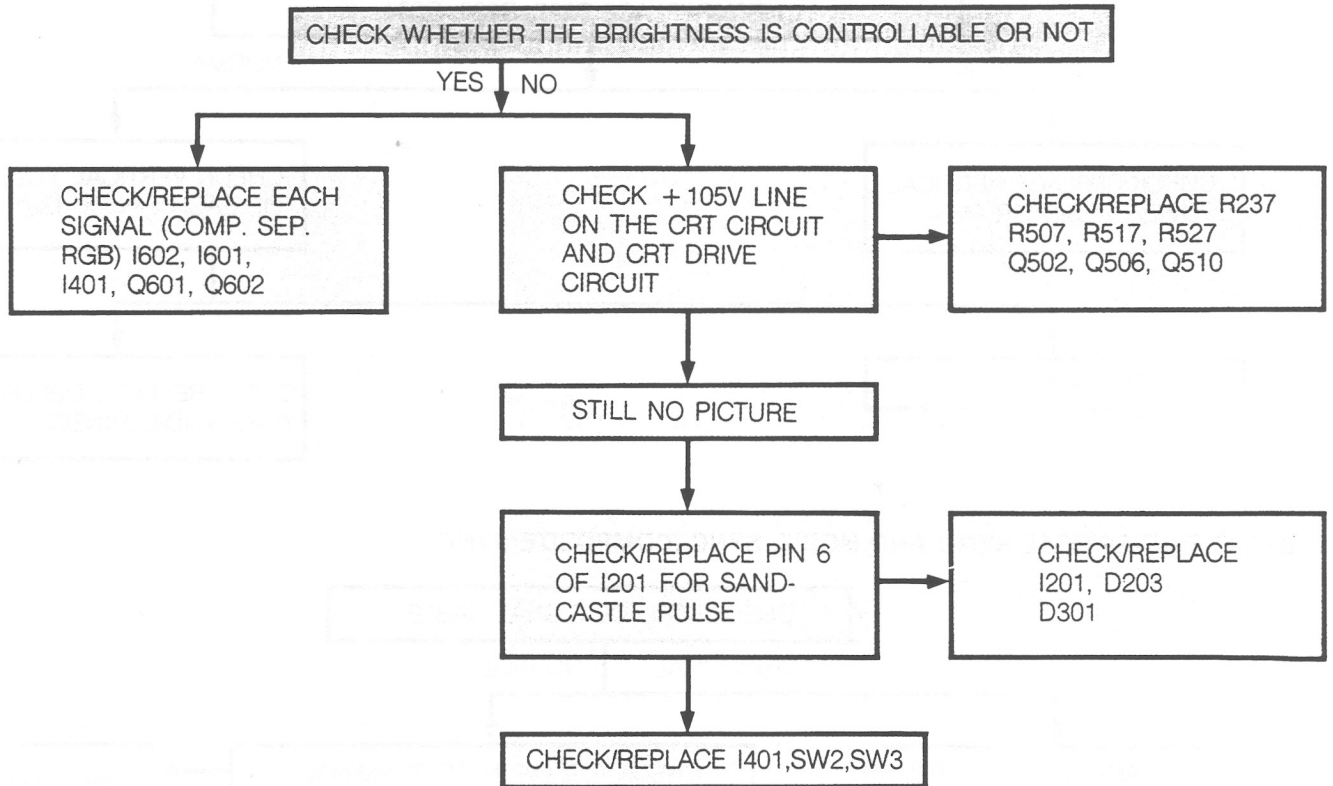 CHECK WHETHER THE BRIGHTNESS IS CONTROLLABLE OR NOT
YES NO
CHECK/REPLACE EACH
SIGNAL (COMP. SEP.
RGB) I602, I601,
I401, Q601, Q602
CHECK +105V LINE
ON THE CRT CIRCUIT
AND CRT DRIVE
CIRCUIT
CHECK/REPLACE R237
R507, R517, R527
Q502, Q506, Q510
STILL NO PICTURE
CHECK/REPLACE PIN 6
OF I201 FOR SAND-
CASTLE PULSE
CHECK/REPLACE
I201, D203
D301
CHECK/REPLACE I401,SW2,SW3